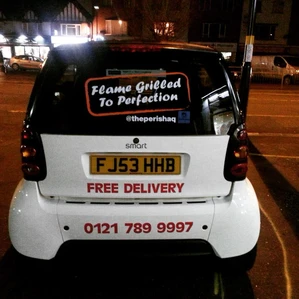 Flame Grilled
To Perfection
@theperishaq
smart
FJ53 HHB
FREE DELIVERY
0121 789 9997